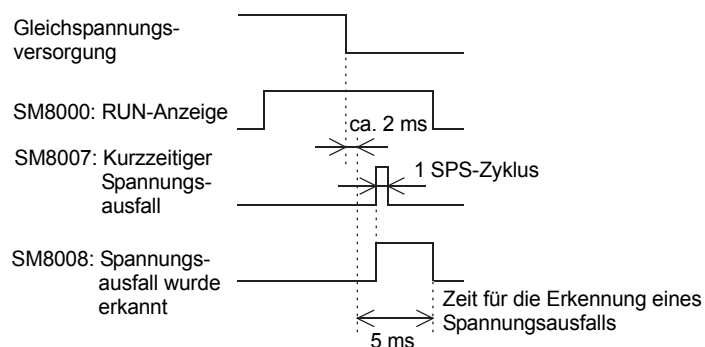 Gleichspannungs-
versorgung
SM8000: RUN-Anzeige
ca. 2 ms
SM8007: Kurzzeitiger
Spannungs-
ausfall
1 SPS-Zyklus
SM8008: Spannungs-
ausfall wurde
erkannt
Zeit für die Erkennung eines
Spannungsausfalls
5 ms